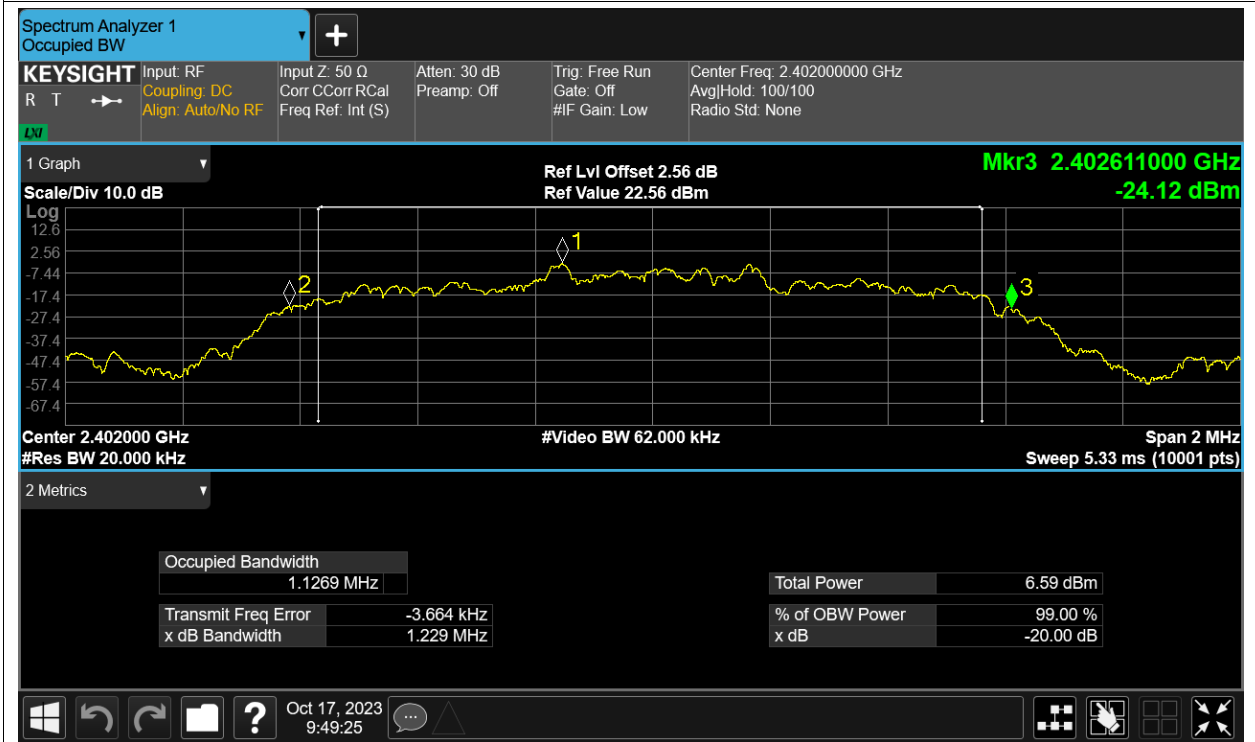 Spectrum Analyzer 1
Occupied BW
KEYSIGHT
R T
LXI
Input: RF
Coupling: DC
Align: Auto/No RF
Input Z: 50 Ω
Corr CCorr RCal
Freq Ref: Int (S)
Atten: 30 dB
Preamp: Off
Trig: Free Run
Gate: Off
#IF Gain: Low
Center Freq: 2.402000000 GHz
Avg|Hold: 100/100
Radio Std: None
1 Graph
Scale/Div 10.0 dB
Ref Lvl Offset 2.56 dB
Ref Value 22.56 dBm
Mkr3 2.402611000 GHz
-24.12 dBm
Log
12.6
2.56
-7.44
-17.4
-27.4
-37.4
-47.4
-57.4
-67.4
1
2
3
Center 2.402000 GHz
#Res BW 20.000 kHz
#Video BW 62.000 kHz
Span 2 MHz
Sweep 5.33 ms (10001 pts)
2 Metrics
Occupied Bandwidth
1.1269 MHz
Transmit Freq Error -3.664 kHz
x dB Bandwidth 1.229 MHz
Total Power 6.59 dBm
% of OBW Power 99.00 %
x dB -20.00 dB
?
Oct 17, 2023
9:49:25